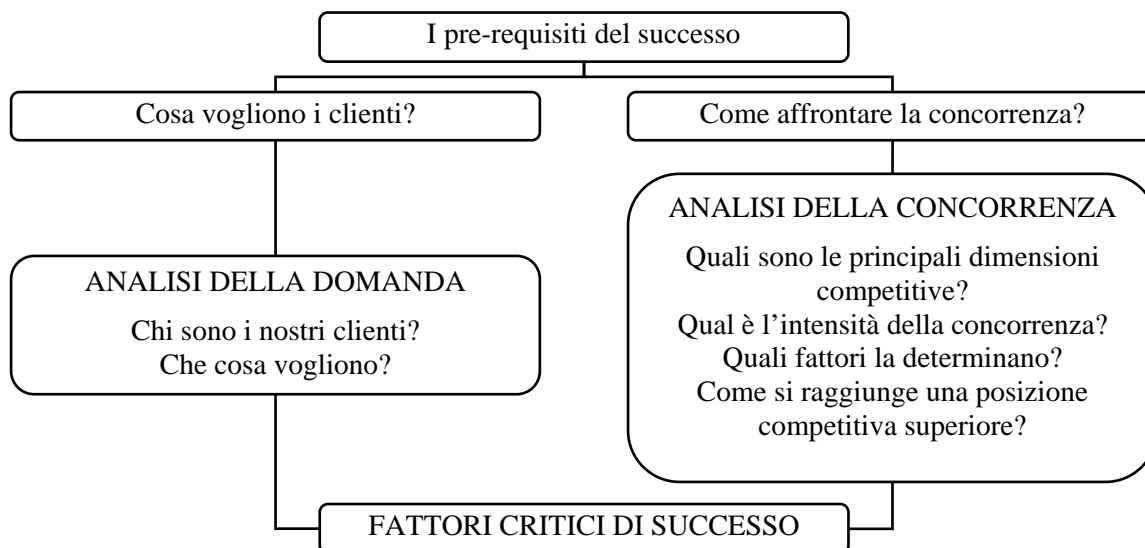 I pre-requisiti del successo
Cosa vogliono i clienti?
Come affrontare la concorrenza?
ANALISI DELLA DOMANDA
Chi sono i nostri clienti?
Che cosa vogliono?
ANALISI DELLA CONCORRENZA
Quali sono le principali dimensioni
competitive?
Qual è l’intensità della concorrenza?
Quali fattori la determinano?
Come si raggiunge una posizione
competitiva superiore?
FATTORI CRITICI DI SUCCESSO